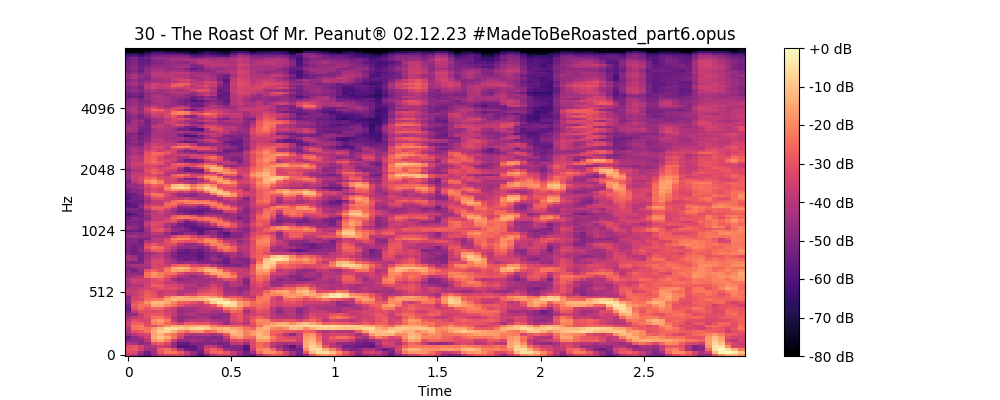 30 - The Roast Of Mr. Peanut® 02.12.23 #MadeToBeRoasted_part6.opus
Hz
4096
2048
1024
512
0
0
0.5
1
1.5
2
2.5
Time
+0 dB
-10 dB
-20 dB
-30 dB
-40 dB
-50 dB
-60 dB
-70 dB
-80 dB